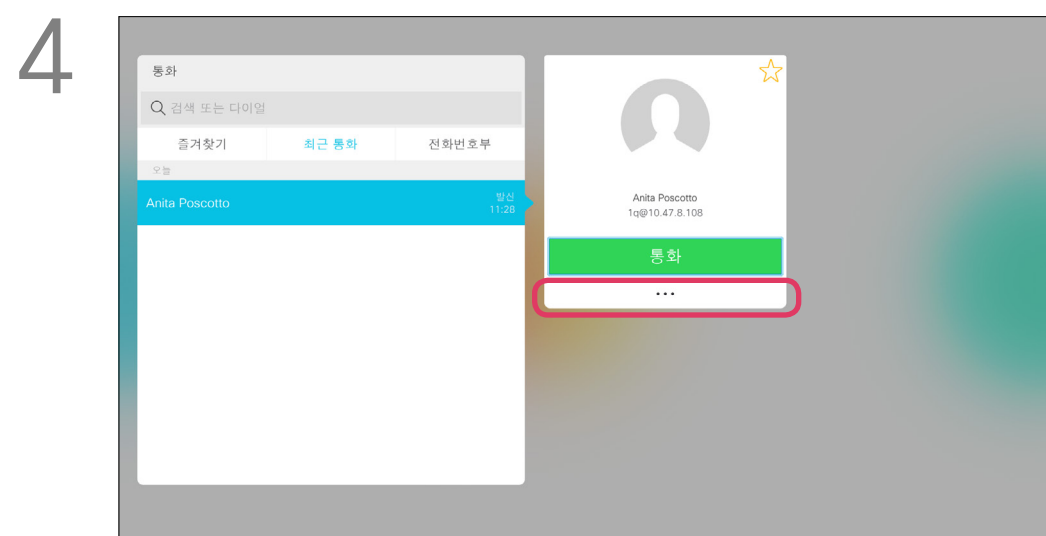 4
통화
검색 또는 다이얼
즐겨찾기 최근 통화 전화번호부
오늘
Anita Poscotto 발신
11:28
Anita Poscotto
1q@10.47.8.108
통화
...